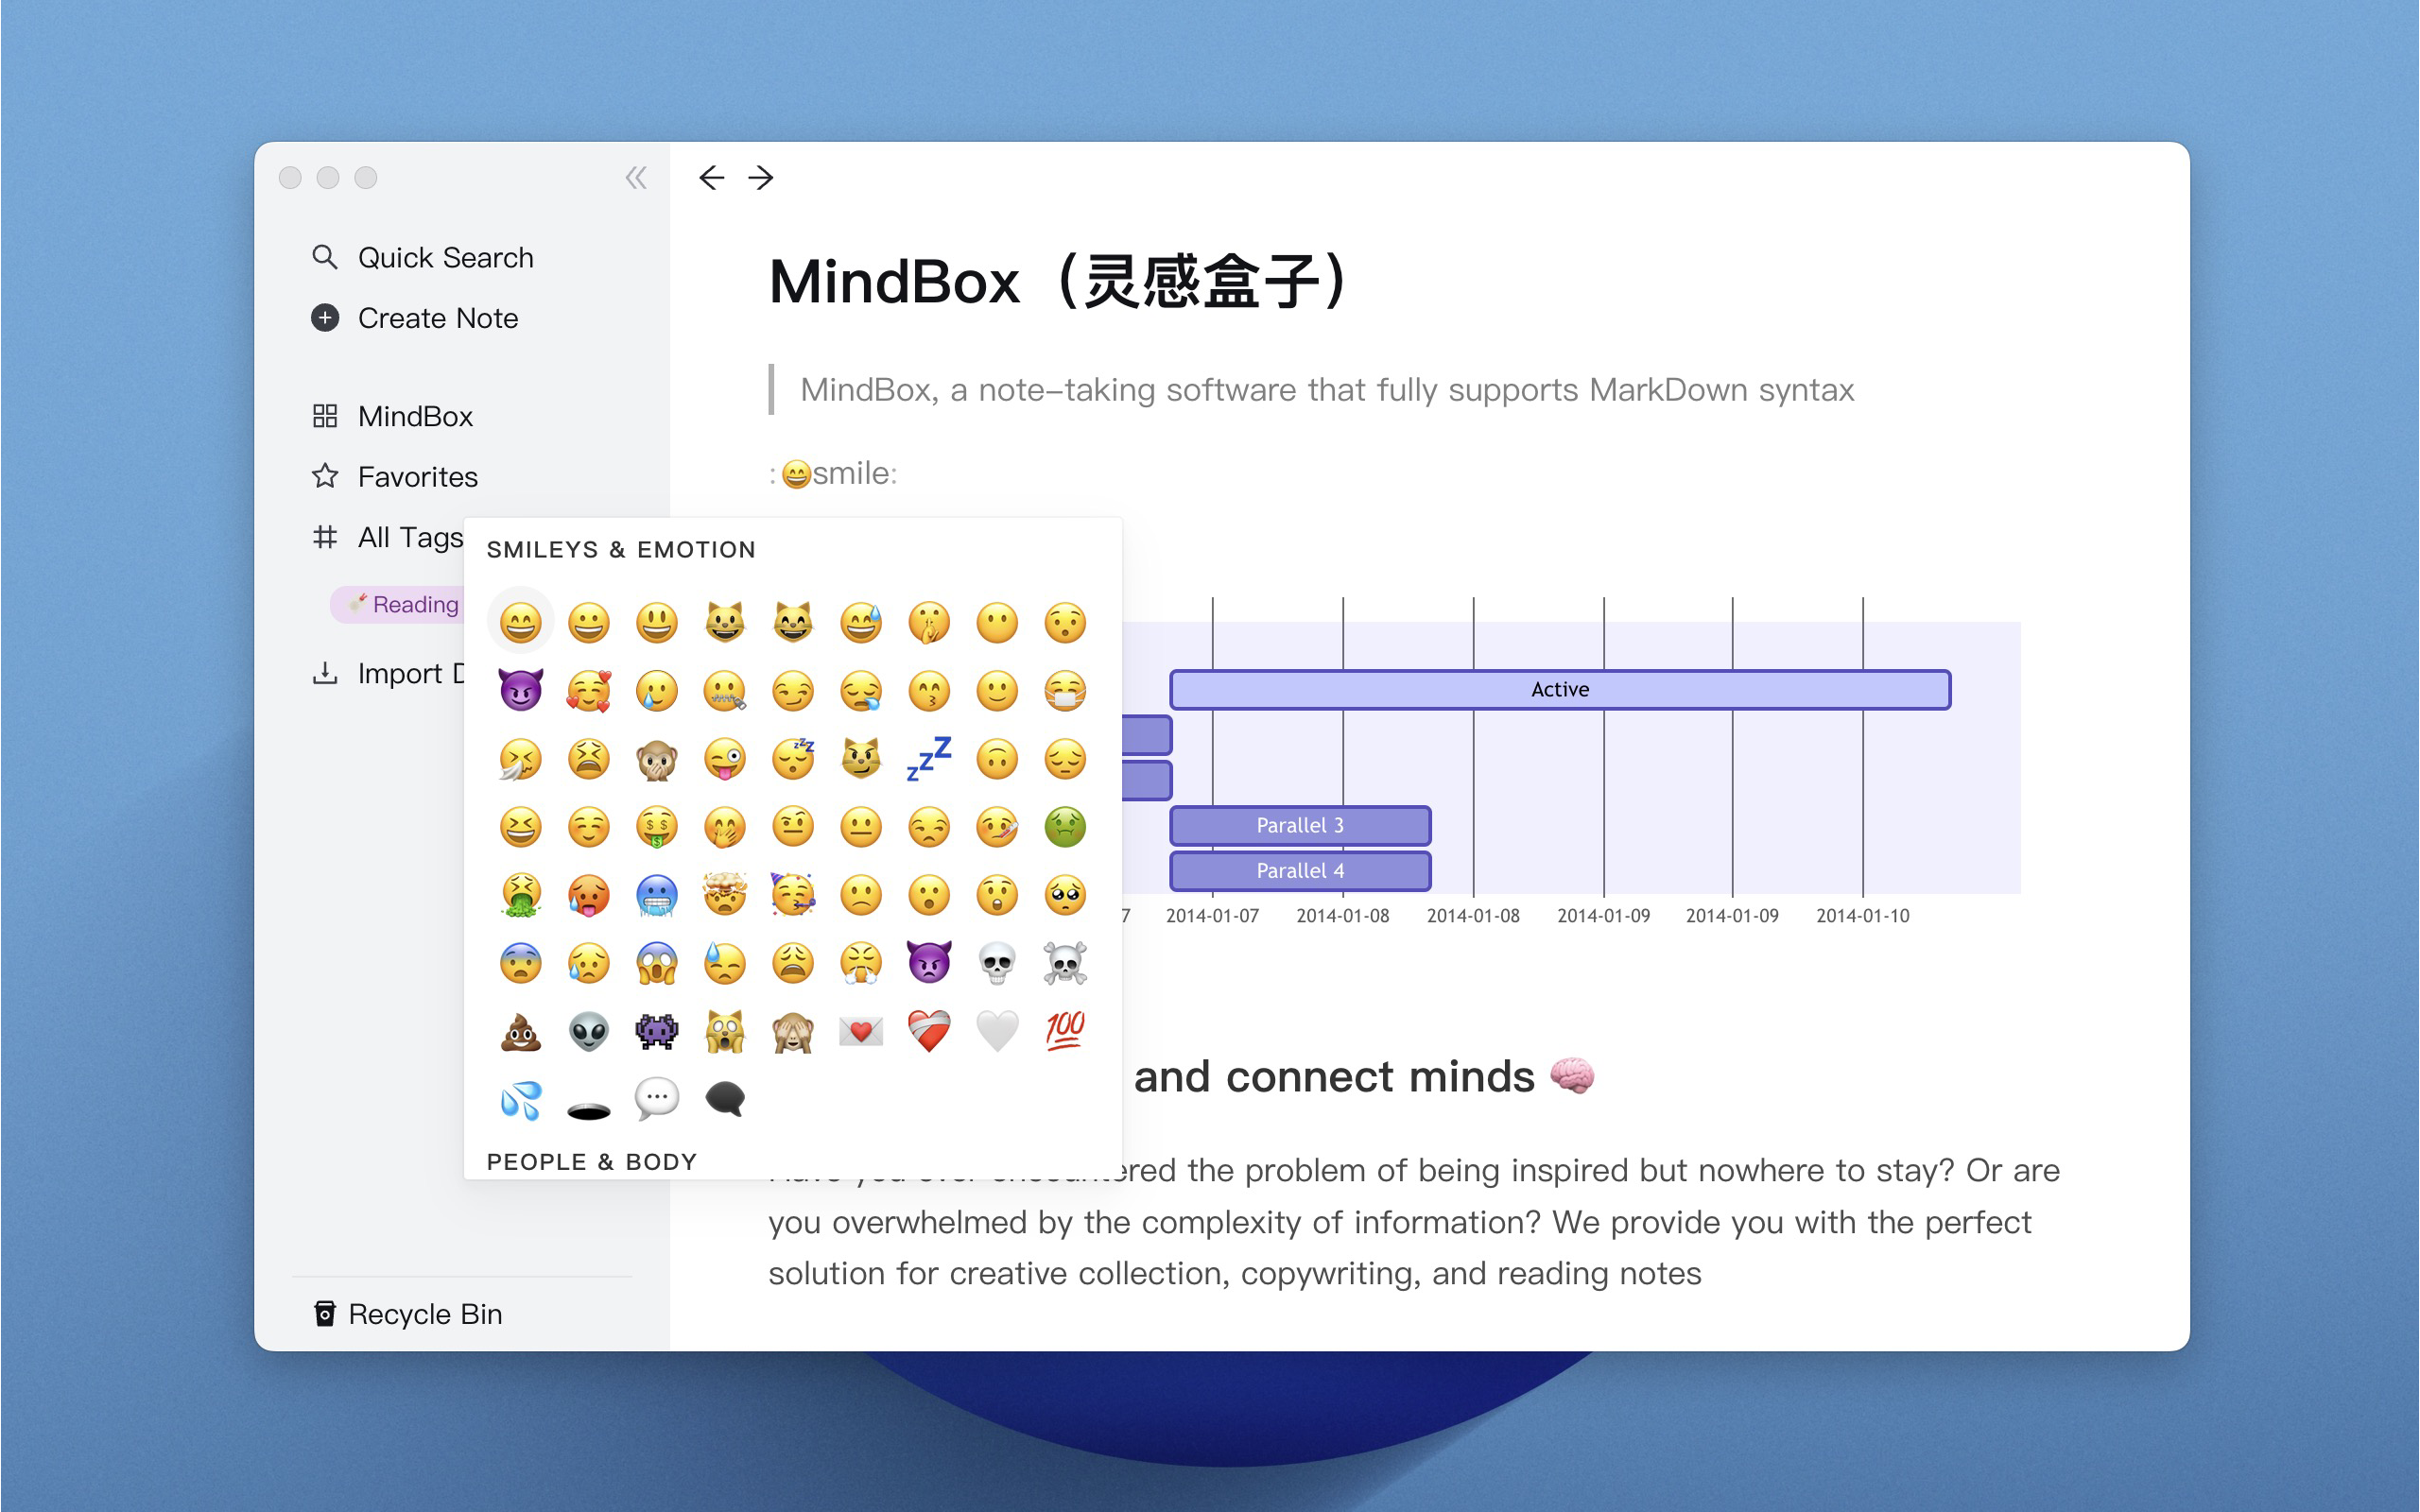 Quick Search
Create Note
MindBox
Favorites
All Tags
Reading
Import
Recycle Bin
MindBox（灵感盒子）
MindBox, a note-taking software that fully supports MarkDown syntax
:😄smile:
SMILEYS & EMOTION
PEOPLE & BODY
Active
Parallel 3
Parallel 4
7 2014-01-07 2014-01-08 2014-01-08 2014-01-09 2014-01-09 2014-01-10
and connect minds 🧠
Have you ever encountered the problem of being inspired but nowhere to stay? Or are
you overwhelmed by the complexity of information? We provide you with the perfect
solution for creative collection, copywriting, and reading notes